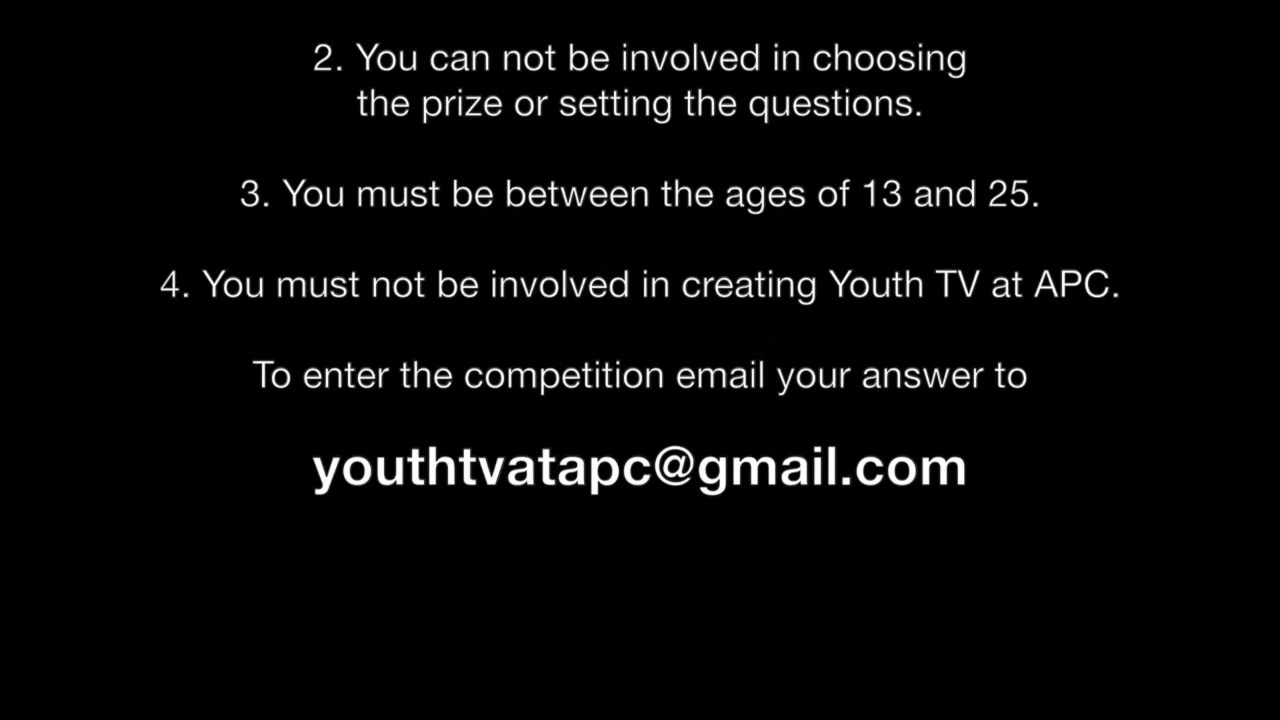 2. You can not be involved in choosing
the prize or setting the questions.
3. You must be between the ages of 13 and 25.
4. You must not be involved in creating Youth TV at APC.
To enter the competition email your answer to
youthtvatapc@gmail.com